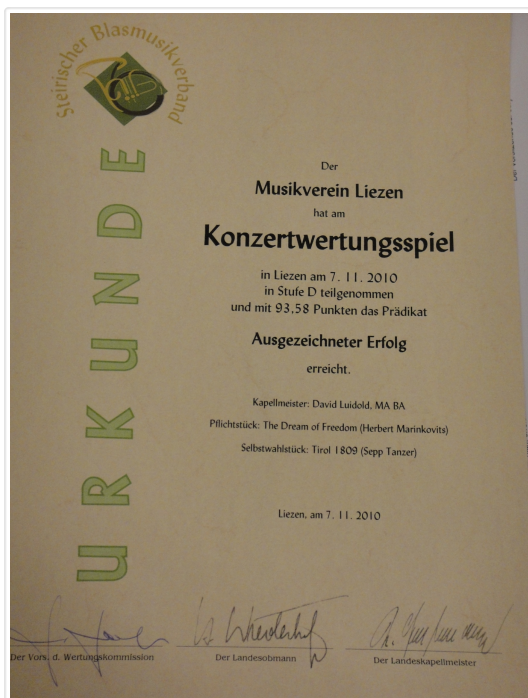 Steirischer Blasmusikverband
URKUNDE
Der
Musikverein Liezen
hat am
Konzertwertungsspiel
in Liezen am 7. 11. 2010
in Stufe D teilgenommen
und mit 93,58 Punkten das Prädikat
Ausgezeichneter Erfolg
erreicht.
Kapellmeister: David Luidold, MA BA
Pflichtstück: The Dream of Freedom (Herbert Marinkovits)
Selbstwahlstück: Tirol 1809 (Sepp Tanzer)
Liezen, am 7. 11. 2010
Der Vors. d. Wertungskommission
Der Landesobmann
Der Landeskapellmeister